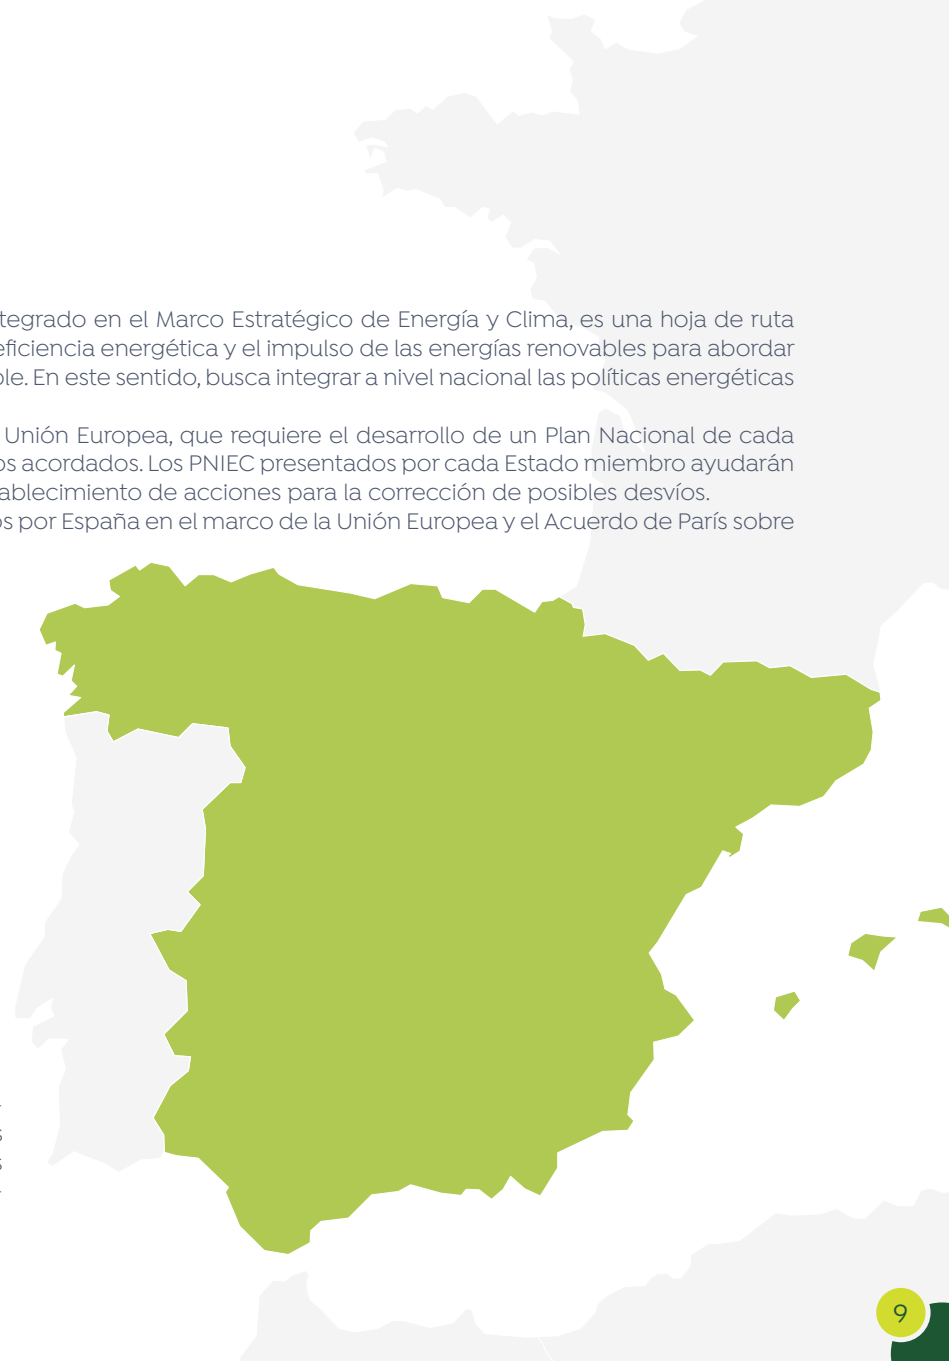 tegrado en el Marco Estratégico de Energía y Clima, es una hoja de ruta
eficiencia energética y el impulso de las energías renovables para abordar
ble. En este sentido, busca integrar a nivel nacional las políticas energéticas
Unión Europea, que requiere el desarrollo de un Plan Nacional de cada
os acordados. Los PNIEC presentados por cada Estado miembro ayudarán
ablecimiento de acciones para la corrección de posibles desvíos.
os por España en el marco de la Unión Europea y el Acuerdo de París sobre
s
s
9